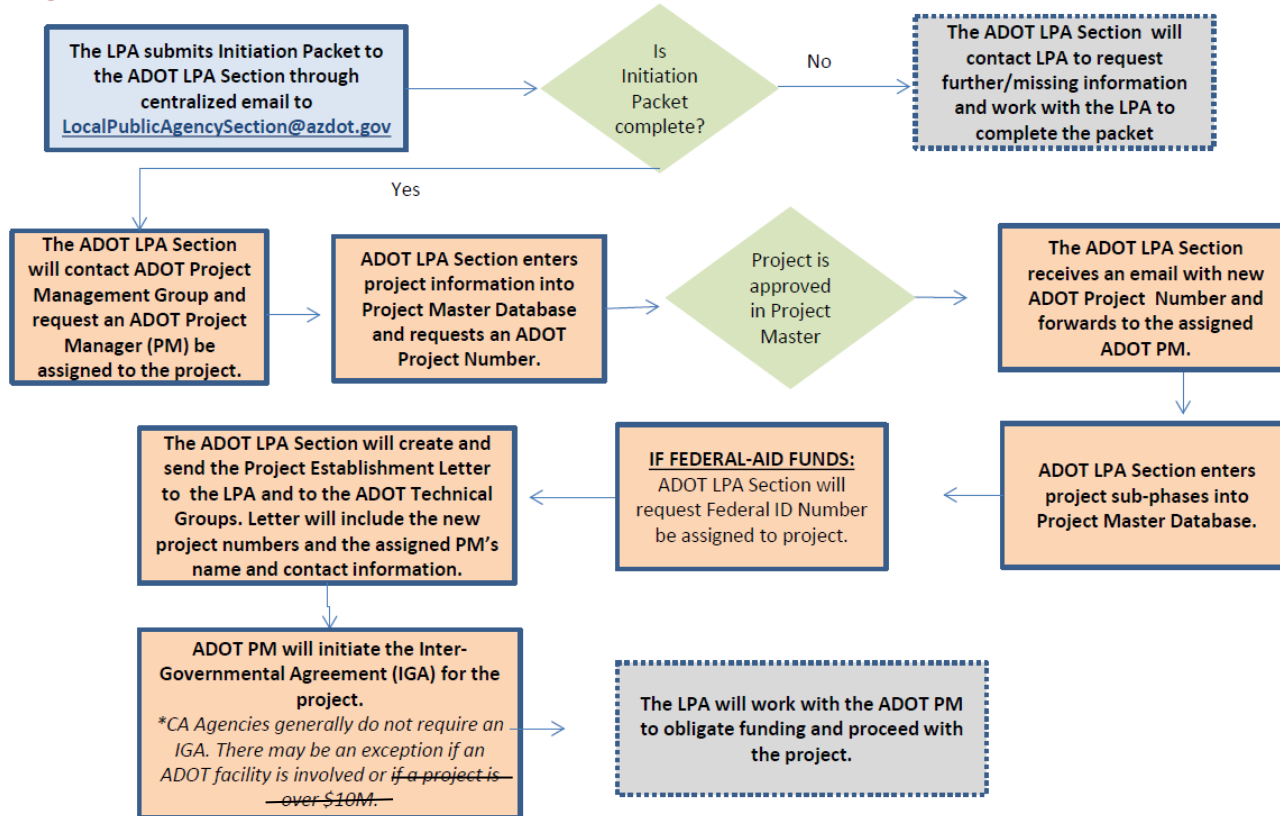 The LPA submits Initiation Packet to
the ADOT LPA Section through
centralized email to
LocalPublicAgencySection@azdot.gov
Is
Initiation
Packet
complete?
No
The ADOT LPA Section will
contact LPA to request
further/missing information
and work with the LPA to
complete the packet
Yes
The ADOT LPA Section
will contact ADOT Project
Management Group and
request an ADOT Project
Manager (PM) be
assigned to the project.
ADOT LPA Section enters
project information into
Project Master Database
and requests an ADOT
Project Number.
Project is
approved
in Project
Master
The ADOT LPA Section
receives an email with new
ADOT Project Number and
forwards to the assigned
ADOT PM.
ADOT LPA Section enters
project sub-phases into
Project Master Database.
IF FEDERAL-AID FUNDS:
ADOT LPA Section will
request Federal ID Number
be assigned to project.
The ADOT LPA Section will create and
send the Project Establishment Letter
to the LPA and to the ADOT Technical
Groups. Letter will include the new
project numbers and the assigned PM's
name and contact information.
ADOT PM will initiate the Inter-
Governmental Agreement (IGA) for the
project.
*CA Agencies generally do not require an
IGA. There may be an exception if an
ADOT facility is involved or if a project is
over $10M.
The LPA will work with the ADOT PM
to obligate funding and proceed with
the project.